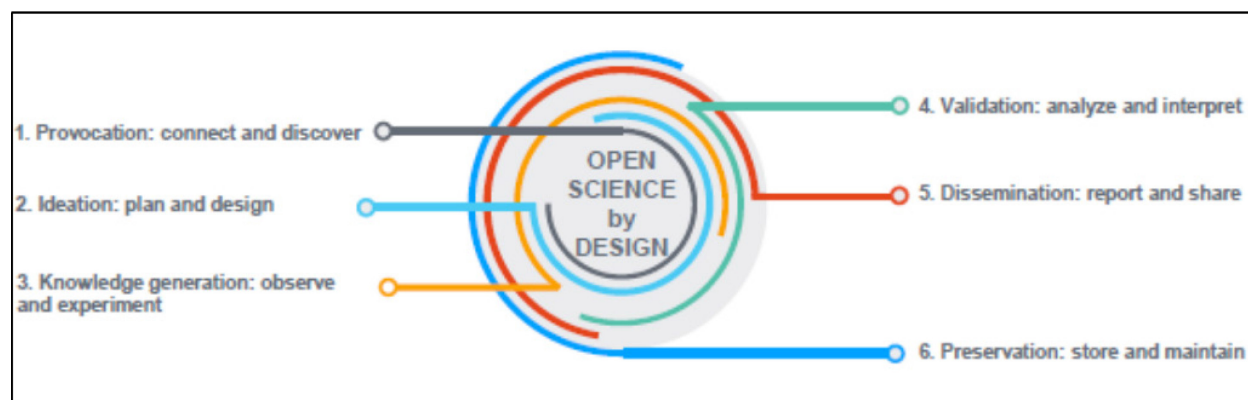 1. Provocation: connect and discover
2. Ideation: plan and design
3. Knowledge generation: observe
and experiment
OPEN
SCIENCE
by
DESIGN
4. Validation: analyze and interpret
5. Dissemination: report and share
6. Preservation: store and maintain